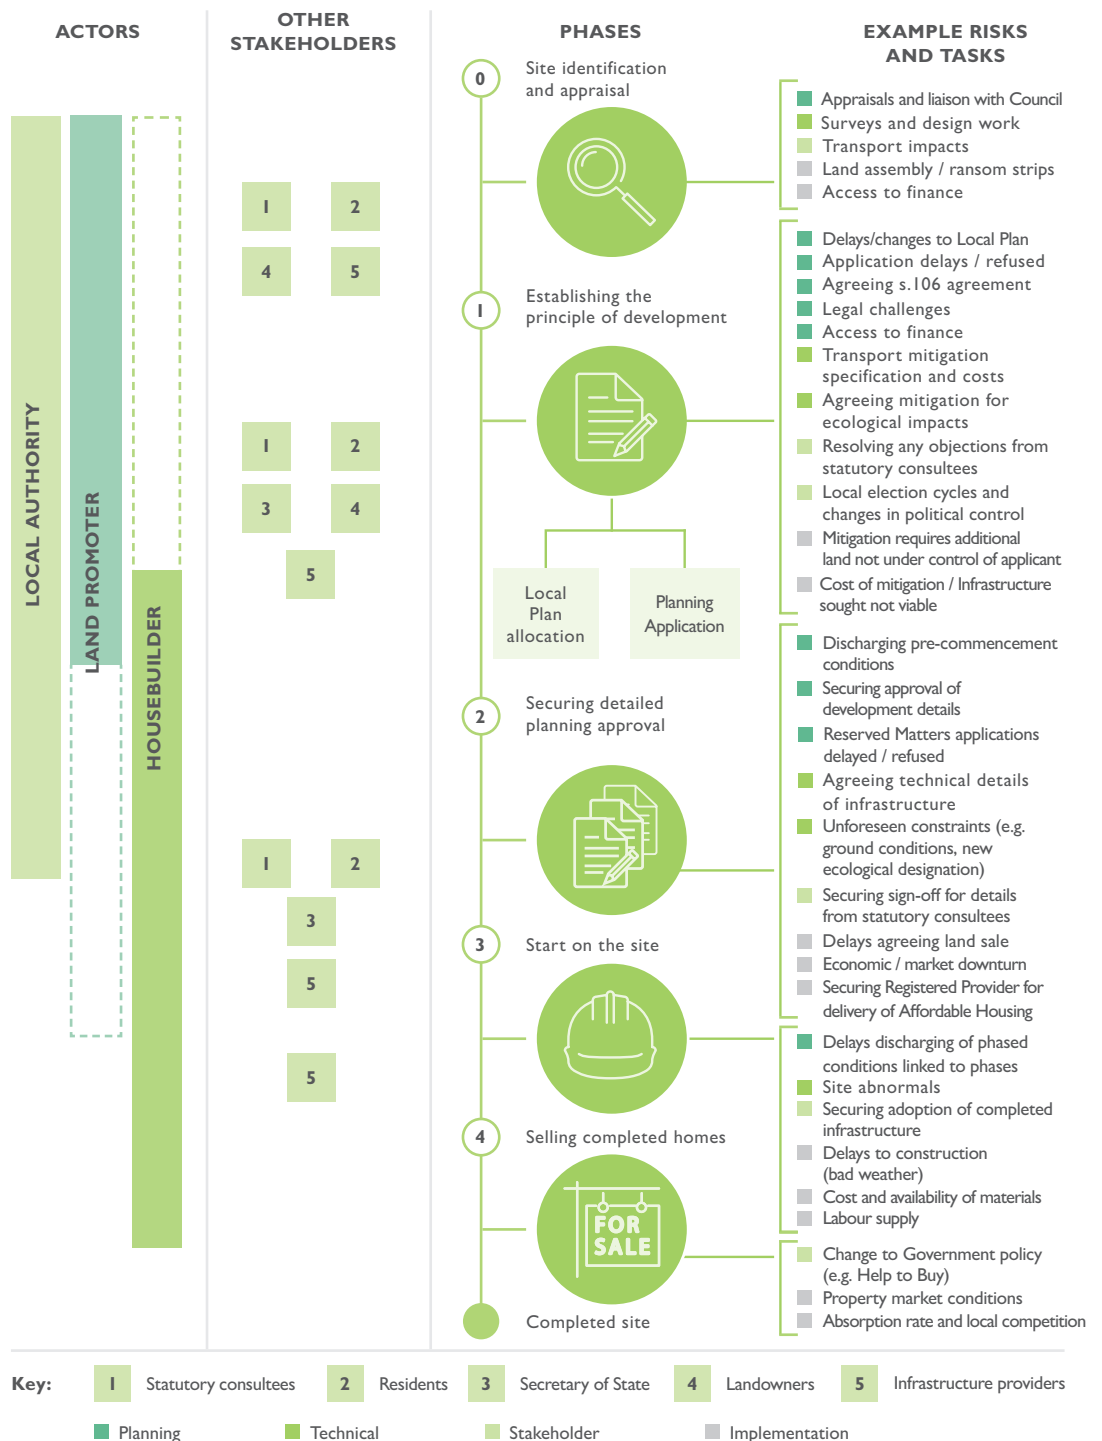 ACTORS
OTHER
STAKEHOLDERS
PHASES
EXAMPLE RISKS
AND TASKS
LOCAL AUTHORITY
LAND PROMOTER
HOUSEBUILDER
1 2
4 5
1 2
3 4
5
1 2
3
5
5
0
Site identification
and appraisal
1
Establishing the
principle of development
Local
Plan
allocation
Planning
Application
2
Securing detailed
planning approval
3
Start on the site
4
Selling completed homes
FOR
SALE
Completed site
Appraisals and liaison with Council
Surveys and design work
Transport impacts
Land assembly / ransom strips
Access to finance
Delays/changes to Local Plan
Application delays / refused
Agreeing s.106 agreement
Legal challenges
Access to finance
Transport mitigation
specification and costs
Agreeing mitigation for
ecological impacts
Resolving any objections from
statutory consultees
Local election cycles and
changes in political control
Mitigation requires additional
land not under control of applicant
Cost of mitigation / Infrastructure
sought not viable
Discharging pre-commencement
conditions
Securing approval of
development details
Reserved Matters applications
delayed / refused
Agreeing technical details
of infrastructure
Unforeseen constraints (e.g.
ground conditions, new
ecological designation)
Securing sign-off for details
from statutory consultees
Delays agreeing land sale
Economic / market downturn
Securing Registered Provider for
delivery of Affordable Housing
Delays discharging of phased
conditions linked to phases
Site abnormals
Securing adoption of completed
infrastructure
Delays to construction
(bad weather)
Cost and availability of materials
Labour supply
Change to Government policy
(e.g. Help to Buy)
Property market conditions
Absorption rate and local competition
Key: 1 Statutory consultees 2 Residents 3 Secretary of State 4 Landowners 5 Infrastructure providers
Planning Technical Stakeholder Implementation